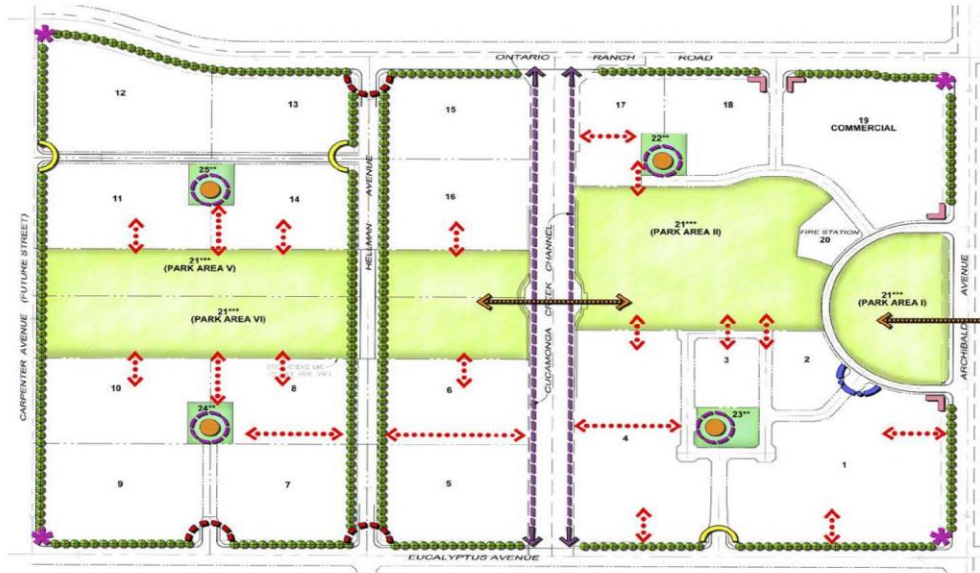 ONTARIO RANCH ROAD
12
13
15
17
18
19
COMMERCIAL
22**
25**
11
14
16
HELLMAN AVENUE
CARPENTER AVENUE (FUTURE STREET)
CUCAMONGA CREEK CHANNEL
ARCHIBALD AVENUE
21***
(PARK AREA V)
21***
(PARK AREA VI)
21***
(PARK AREA II)
FIRE STATION
20
21***
(PARK AREA I)
10
8
6
3
2
24**
23**
4
1
9
7
5
EUCALYPTUS AVENUE